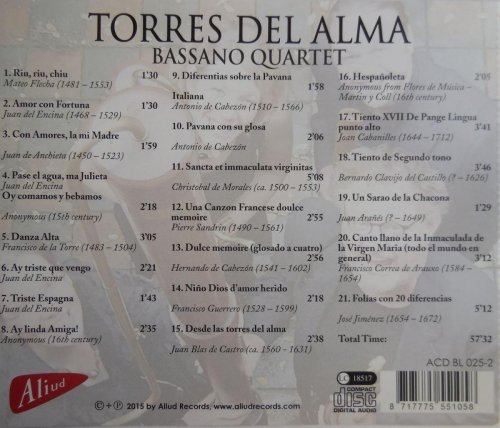 TORRES DEL ALMA
BASSANO QUARTET
1. Riu, riu, chiu 1'30
Mateo Flecha (1481 – 1553)
2. Amor con Fortuna 1'30
Juan del Encina (1468 – 1529)
3. Con Amores, la mi Madre
1'59
Juan de Anchieta (1450 – 1523)
4. Pase el agua, ma Julieta
Juan del Encina
Oy comamos y bebamos
2'18
Anonymous (15th century)
5. Danza Alta 3'05
Francisco de la Torre (1483 – 1504)
6. Ay triste que vengo 2'21
Juan del Encina
7. Triste Espagna 1'43
Juan del Encina
8. Ay linda Amiga! 2'35
Anonymous (16th century)
9. Diferentias sobre la Pavana
1'58
Italiana
Antonio de Cabezón (1510 – 1566)
10. Pavana con su glosa
2'06
Antonio de Cabezón
11. Sancta et immaculata virginitas
5'08
Christobal de Morales (ca. 1500 – 1553)
12. Una Canzon Francese doulce
memoire 2'55
Pierre Sandrin (1490 – 1561)
13. Dulce memoire (glosado a cuatro)
2'56
Hernando de Cabezón (1541 – 1602)
14. Niño Dios d'amor herido
2'18
Francisco Guerrero (1528 – 1599)
15. Desde las torres del alma
2'38
Juan Blas de Castro (ca. 1560 – 1631)
16. Hespañoleta 2'05
Anonymous from Flores de Música –
Martin y Coll (16th century)
17. Tiento XVII De Pange Lingua
punto alto 3'41
Joan Cabanilles (1644 – 1712)
18. Tiento de Segundo tono
3'46
Bernardo Clavijo del Castillo (? – 1626)
19. Un Sarao de la Chacona
1'29
Juan Arañés (? – 1649)
20. Canto llano de la Inmaculada de
la Virgen Maria (todo el mundo en
general) 3'12
Francisco Correa de Arauxo (1584 –
1654)
21. Folías con 20 diferencias
5'12
José Jiménez (1654 – 1672)
Total Time: 57'32
ACD BL 025-2
Aliud
18517
COMPACT
disc
DIGITAL AUDIO
8 717775 551058
©+℗ 2015 by Aliud Records, www.aliudrecords.com